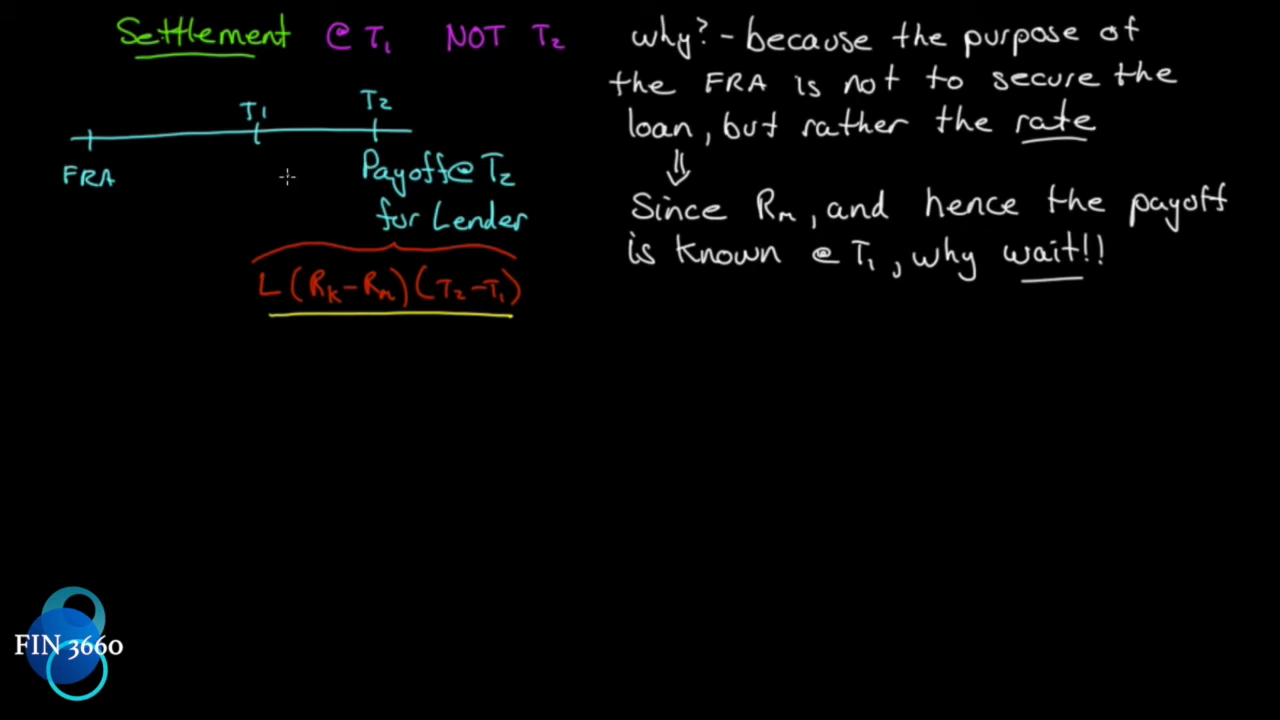 Settlement @ T₁ NOT T₂
T₁ T₂
FRA
Payoff @ T₂
for Lender
L(Rₖ-Rₘ)(T₂-T₁)
why? - because the purpose of
the FRA is not to secure the
loan, but rather the rate
⇓
Since Rₘ, and hence the payoff
is known @ T₁, why wait!!
FIN 3660